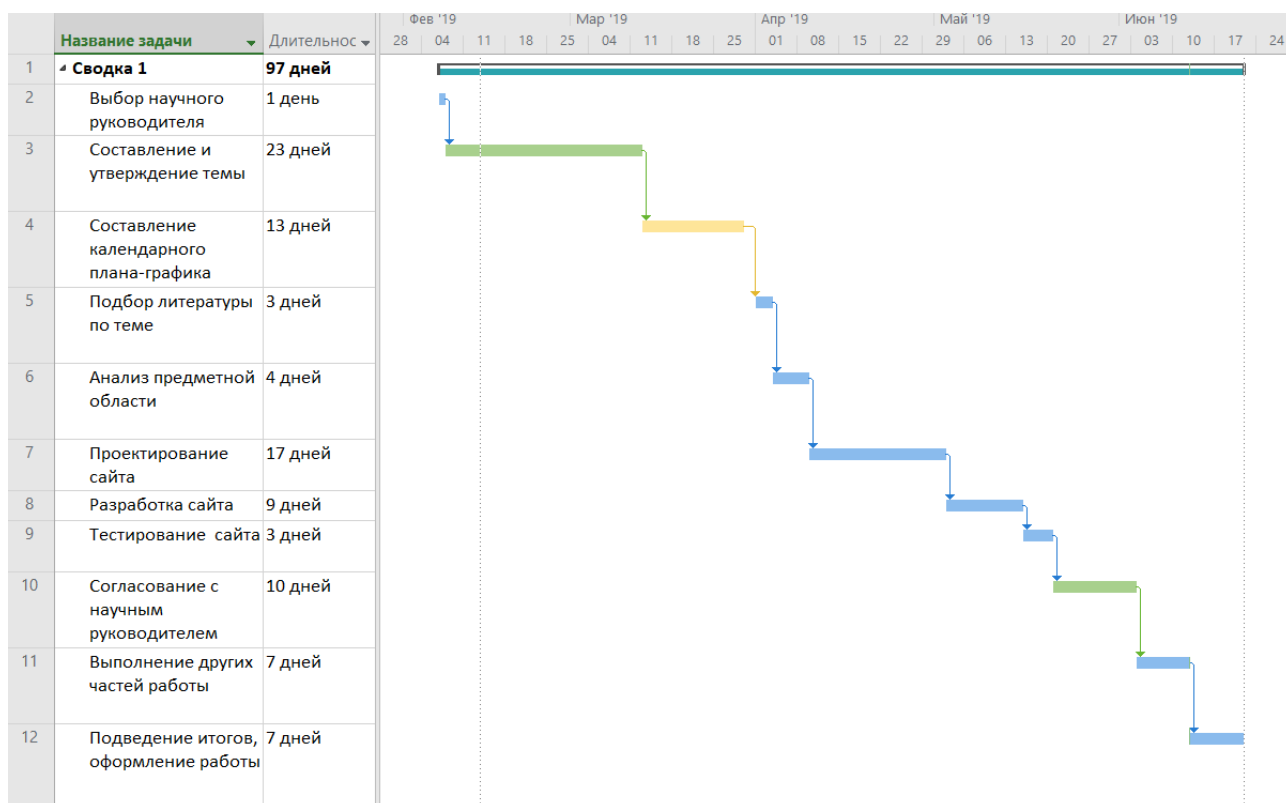 Фев '19 Мар '19 Апр '19 Май '19 Июн '19
Название задачи Длительнос 28 04 11 18 25 04 11 18 25 01 08 15 22 29 06 13 20 27 03 10 17 24
1 Сводка 1 97 дней
2 Выбор научного 1 день
руководителя
3 Составление и 23 дней
утверждение темы
4 Составление 13 дней
календарного
плана-графика
5 Подбор литературы 3 дней
по теме
6 Анализ предметной 4 дней
области
7 Проектирование 17 дней
сайта
8 Разработка сайта 9 дней
9 Тестирование сайта 3 дней
10 Согласование с 10 дней
научным
руководителем
11 Выполнение других 7 дней
частей работы
12 Подведение итогов, 7 дней
оформление работы